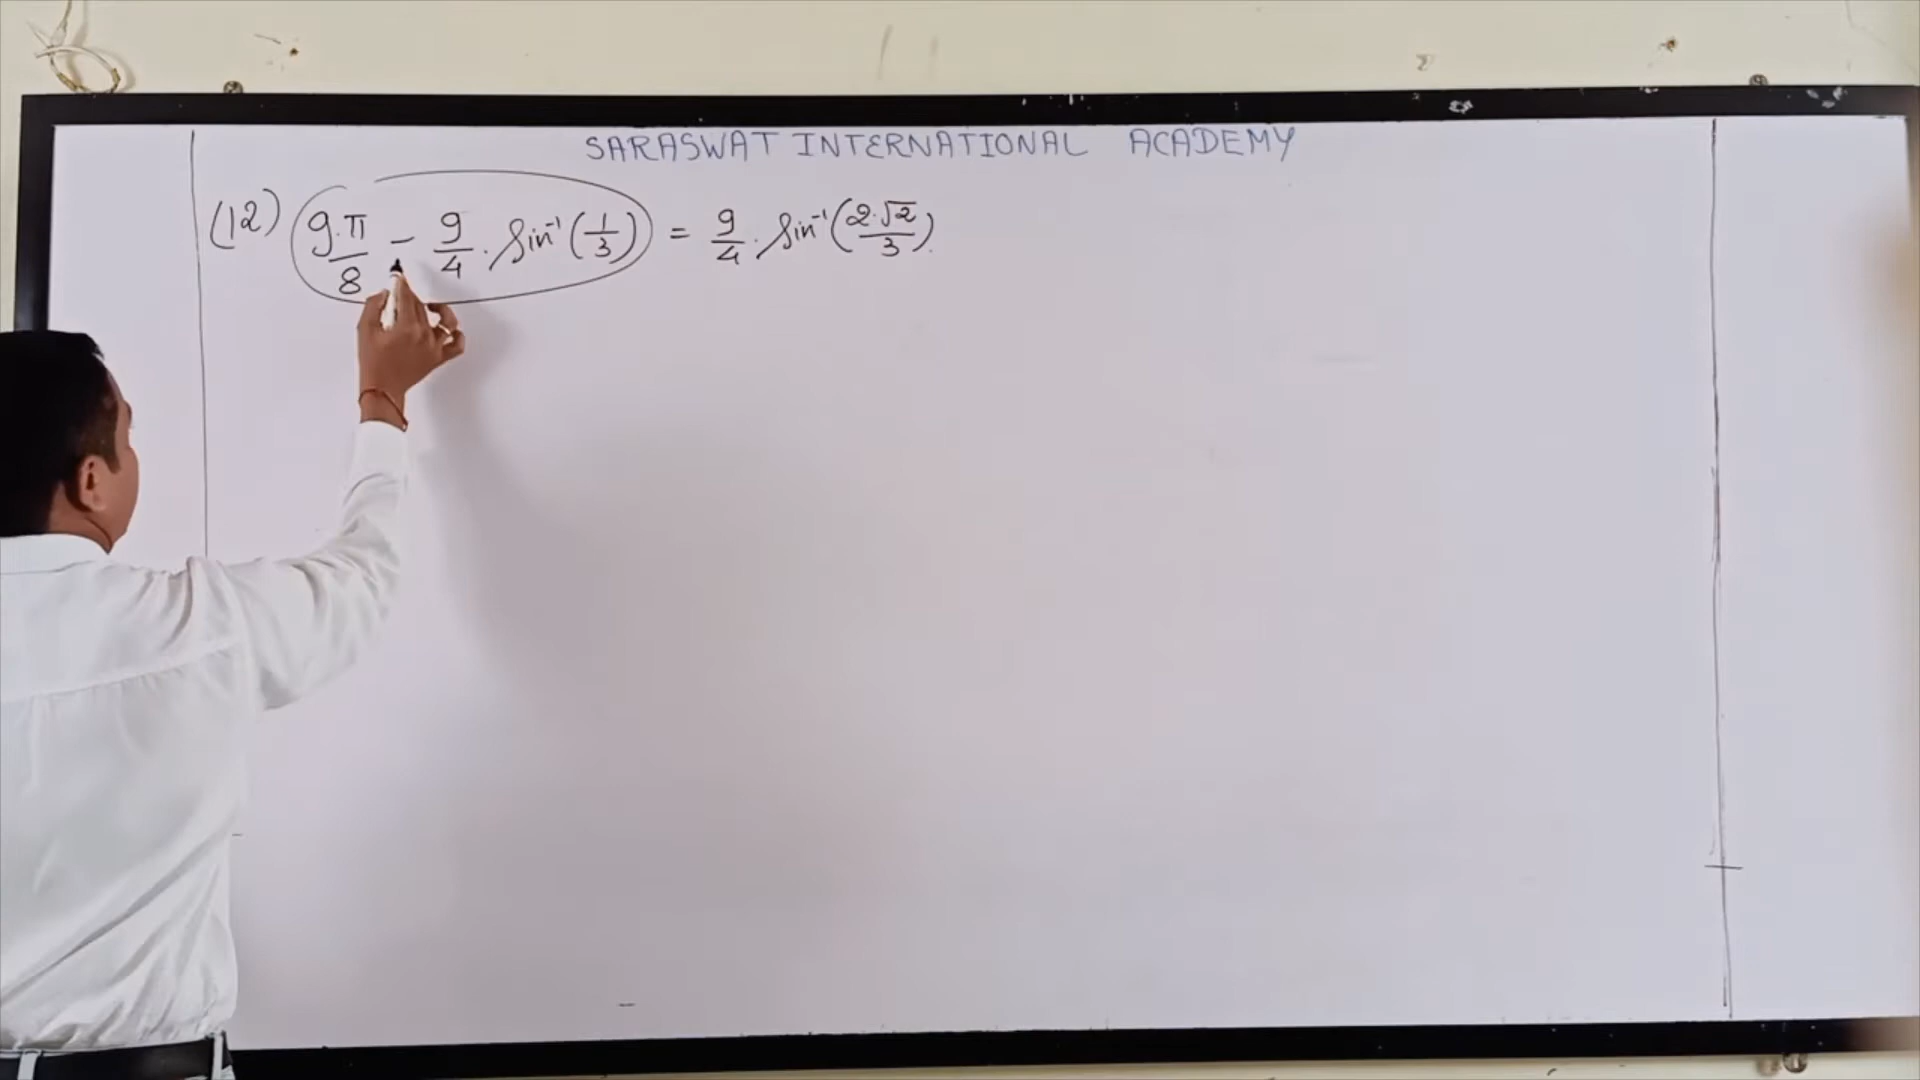 SARASWAT INTERNATIONAL ACADEMY
(12) 9·π/8 - 9/4 · sin⁻¹(1/3) = 9/4 · sin⁻¹(2·√2/3).